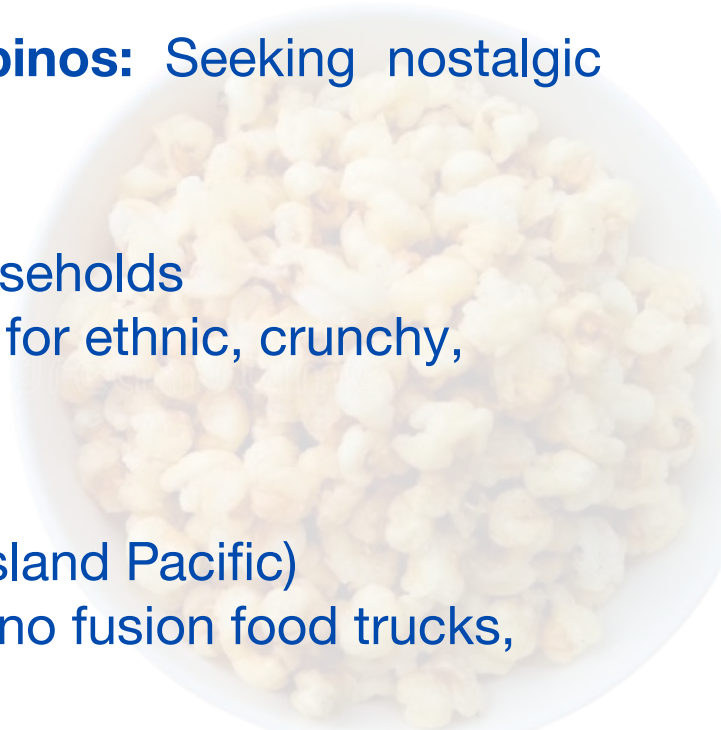 pinos: Seeking nostalgic
seholds
for ethnic, crunchy,
sland Pacific)
no fusion food trucks,